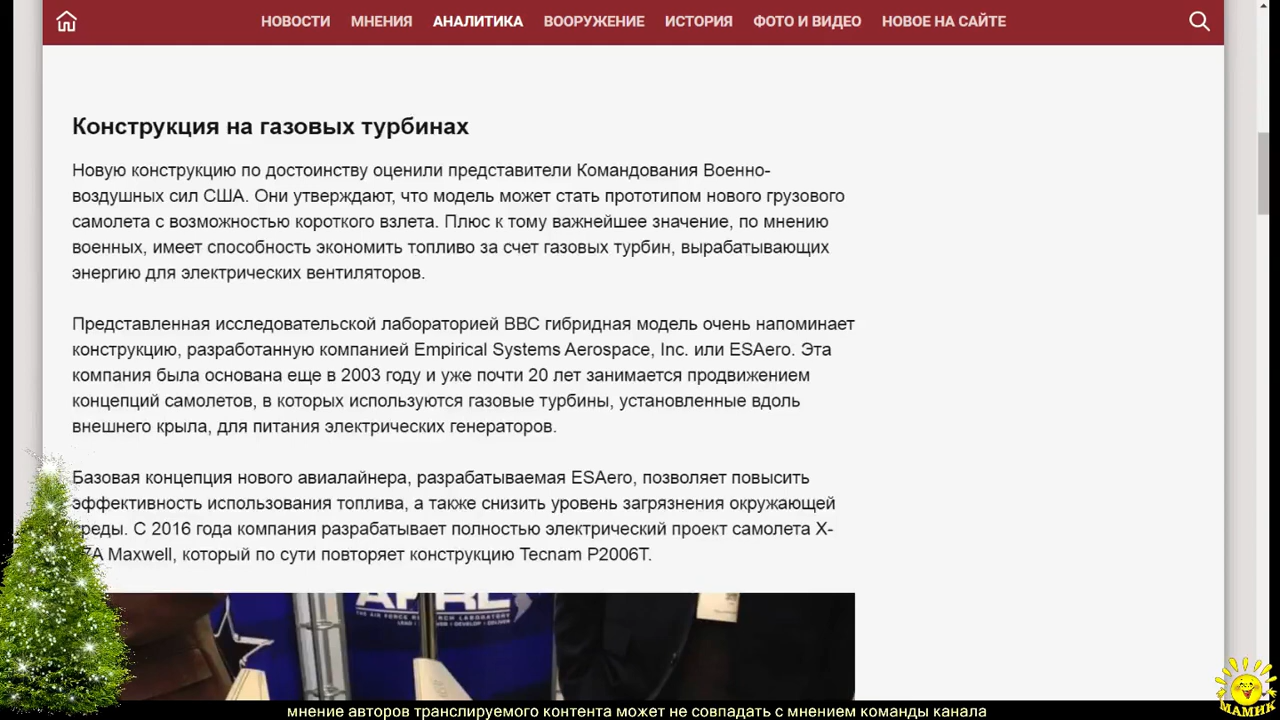 НОВОСТИ МНЕНИЯ АНАЛИТИКА ВООРУЖЕНИЕ ИСТОРИЯ ФОТО И ВИДЕО НОВОЕ НА САЙТЕ
Конструкция на газовых турбинах
Новую конструкцию по достоинству оценили представители Командования Военно-
воздушных сил США. Они утверждают, что модель может стать прототипом нового грузового
самолета с возможностью короткого взлета. Плюс к тому важнейшее значение, по мнению
военных, имеет способность экономить топливо за счет газовых турбин, вырабатывающих
энергию для электрических вентиляторов.
Представленная исследовательской лабораторией ВВС гибридная модель очень напоминает
конструкцию, разработанную компанией Empirical Systems Aerospace, Inc. или ESAero. Эта
компания была основана еще в 2003 году и уже почти 20 лет занимается продвижением
концепций самолетов, в которых используются газовые турбины, установленные вдоль
внешнего крыла, для питания электрических генераторов.
Базовая концепция нового авиалайнера, разрабатываемая ESAero, позволяет повысить
эффективность использования топлива, а также снизить уровень загрязнения окружающей
среды. С 2016 года компания разрабатывает полностью электрический проект самолета X-
Maxwell, который по сути повторяет конструкцию Tecnam P2006T.
AFRL
THE AIR FORCE RESEARCH LABORATORY
МАМИК
мнение авторов транслируемого контента может не совпадать с мнением команды канала